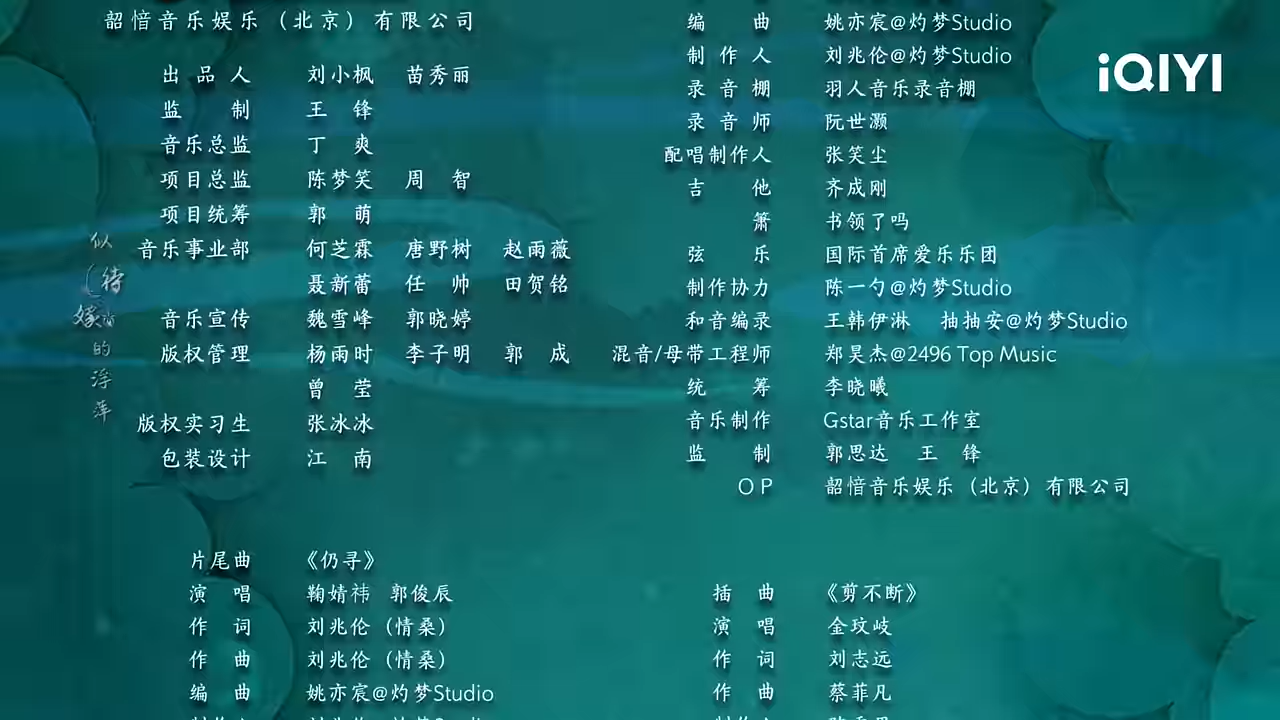 韶愔音乐娱乐（北京）有限公司
出品人 刘小枫 苗秀丽
监制 王锋
音乐总监 丁爽
项目总监 陈梦笑 周智
项目统筹 郭萌
音乐事业部 何芝霖 唐野树 赵雨薇
聂新蕾 任帅 田贺铭
音乐宣传 魏雪峰 郭晓婷
版权管理 杨雨时 李子明 郭成
曾莹
版权实习生 张冰冰
包装设计 江南
片尾曲 《仍寻》
演唱 鞠婧祎 郭俊辰
作词 刘兆伦（情桑）
作曲 刘兆伦（情桑）
编曲 姚亦宸@灼梦Studio
似
待
嫁
的
浮
萍
编曲 姚亦宸@灼梦Studio
制作人 刘兆伦@灼梦Studio
录音棚 羽人音乐录音棚
录音师 阮世灏
配唱制作人 张笑尘
吉他 齐成刚
箫 书领了吗
弦乐 国际首席爱乐乐团
制作协力 陈一勺@灼梦Studio
和音编录 王韩伊淋 抽抽安@灼梦Studio
混音/母带工程师 郑昊杰@2496 Top Music
统筹 李晓曦
音乐制作 Gstar音乐工作室
监制 郭思达 王锋
OP 韶愔音乐娱乐（北京）有限公司
插曲 《剪不断》
演唱 金玟岐
作词 刘志远
作曲 蔡菲凡
iQIYI